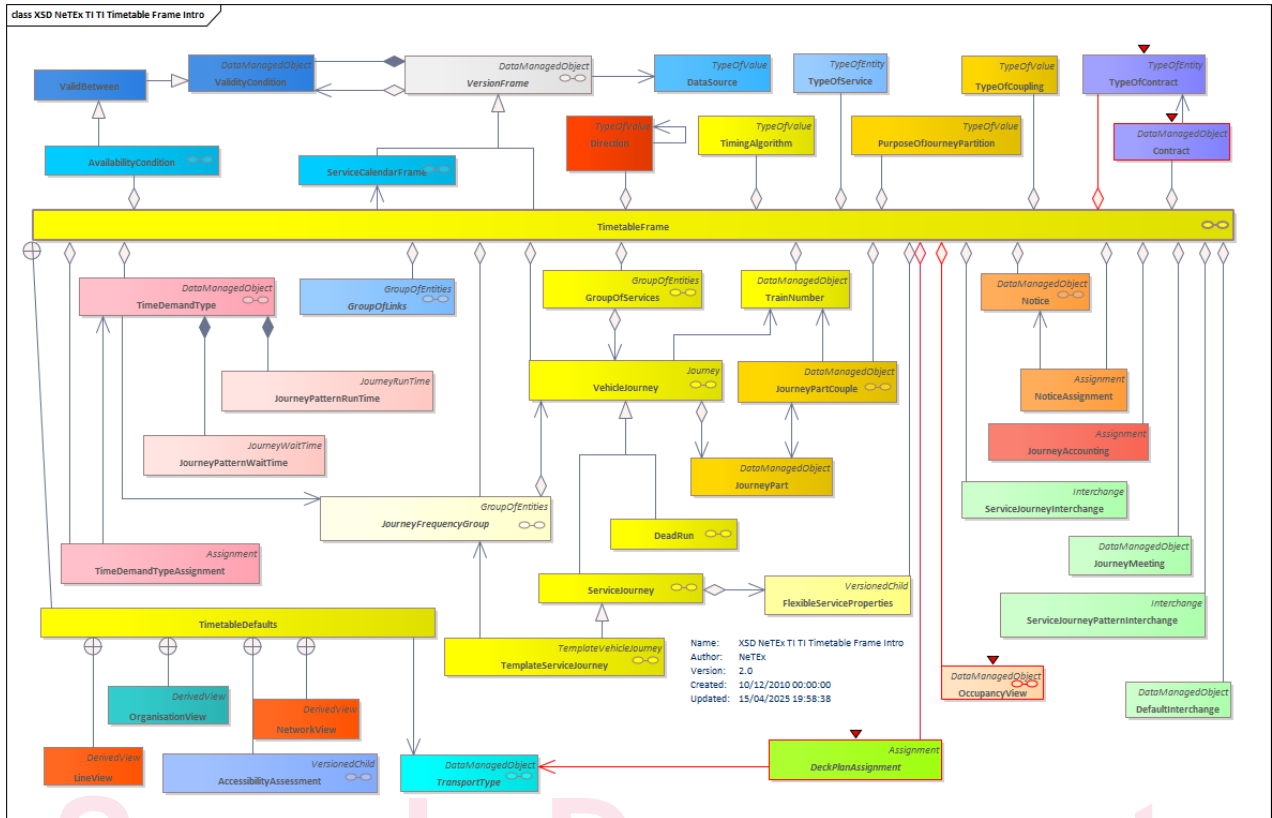 class XSD NeTEx TI TI Timetable Frame Intro
ValidBetween
DataManagedObject
ValidityCondition
DataManagedObject
VersionFrame
TypeOfValue
DataSource
TypeOfEntity
TypeOfService
TypeOfValue
TypeOfCoupling
TypeOfEntity
TypeOfContract
AvailabilityCondition
ServiceCalendarFrame
TypeOfValue
Direction
TypeOfValue
TimingAlgorithm
TypeOfValue
PurposeOfJourneyPartition
DataManagedObject
Contract
TimetableFrame
DataManagedObject
TimeDemandType
GroupOfEntities
GroupOfLinks
GroupOfEntities
GroupOfServices
DataManagedObject
TrainNumber
DataManagedObject
Notice
JourneyRunTime
JourneyPatternRunTime
Journey
VehicleJourney
DataManagedObject
JourneyPartCouple
Assignment
NoticeAssignment
JourneyWaitTime
JourneyPatternWaitTime
DataManagedObject
JourneyPart
Assignment
JourneyAccounting
GroupOfEntities
JourneyFrequencyGroup
DeadRun
Interchange
ServiceJourneyInterchange
Assignment
TimeDemandTypeAssignment
ServiceJourney
VersionedChild
FlexibleServiceProperties
DataManagedObject
JourneyMeeting
TimetableDefaults
TemplateVehicleJourney
TemplateServiceJourney
Interchange
ServiceJourneyPatternInterchange
Name: XSD NeTEx TI TI Timetable Frame Intro
Author: NeTEx
Version: 2.0
Created: 10/12/2010 00:00:00
Updated: 15/04/2025 19:58:38
DerivedView
OrganisationView
DerivedView
NetworkView
DataManagedObject
OccupancyView
DataManagedObject
DefaultInterchange
DerivedView
LineView
VersionedChild
AccessibilityAssessment
DataManagedObject
TransportType
Assignment
DeckPlanAssignment